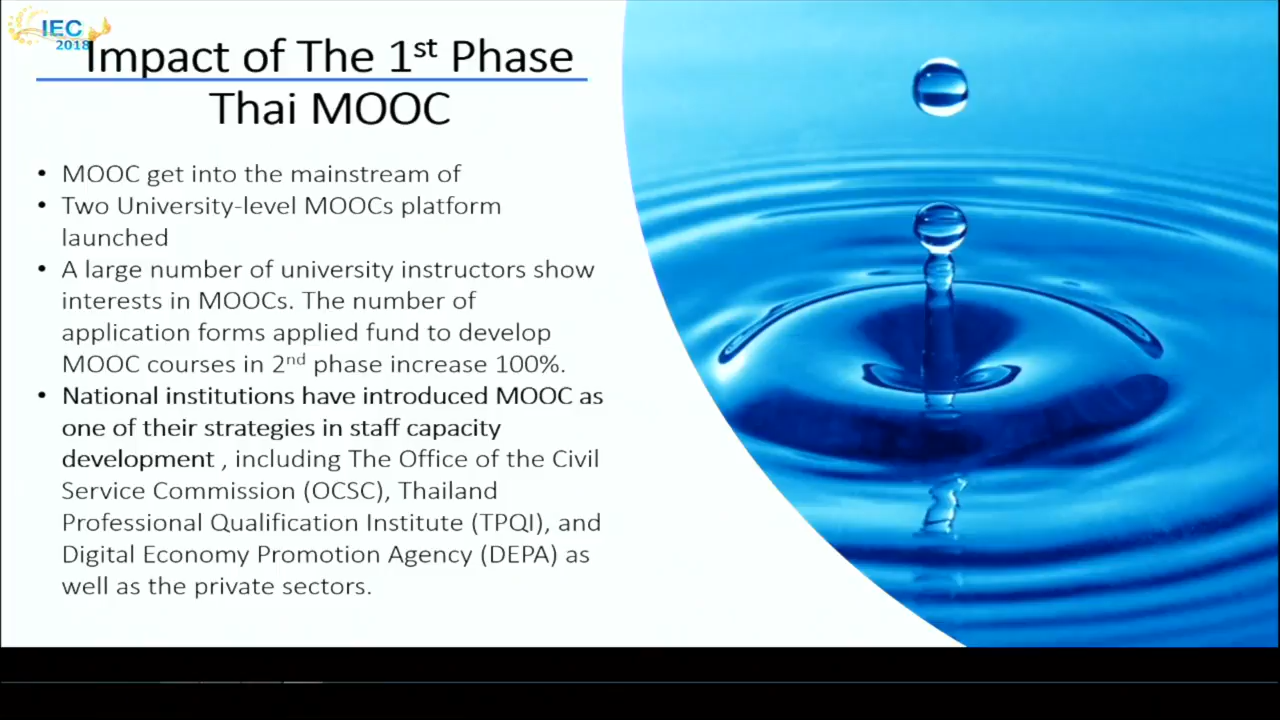 IEC
2018
Impact of The 1st Phase
Thai MOOC
• MOOC get into the mainstream of
• Two University-level MOOCs platform
launched
• A large number of university instructors show
interests in MOOCs. The number of
application forms applied fund to develop
MOOC courses in 2nd phase increase 100%.
• National institutions have introduced MOOC as
one of their strategies in staff capacity
development , including The Office of the Civil
Service Commission (OCSC), Thailand
Professional Qualification Institute (TPQI), and
Digital Economy Promotion Agency (DEPA) as
well as the private sectors.